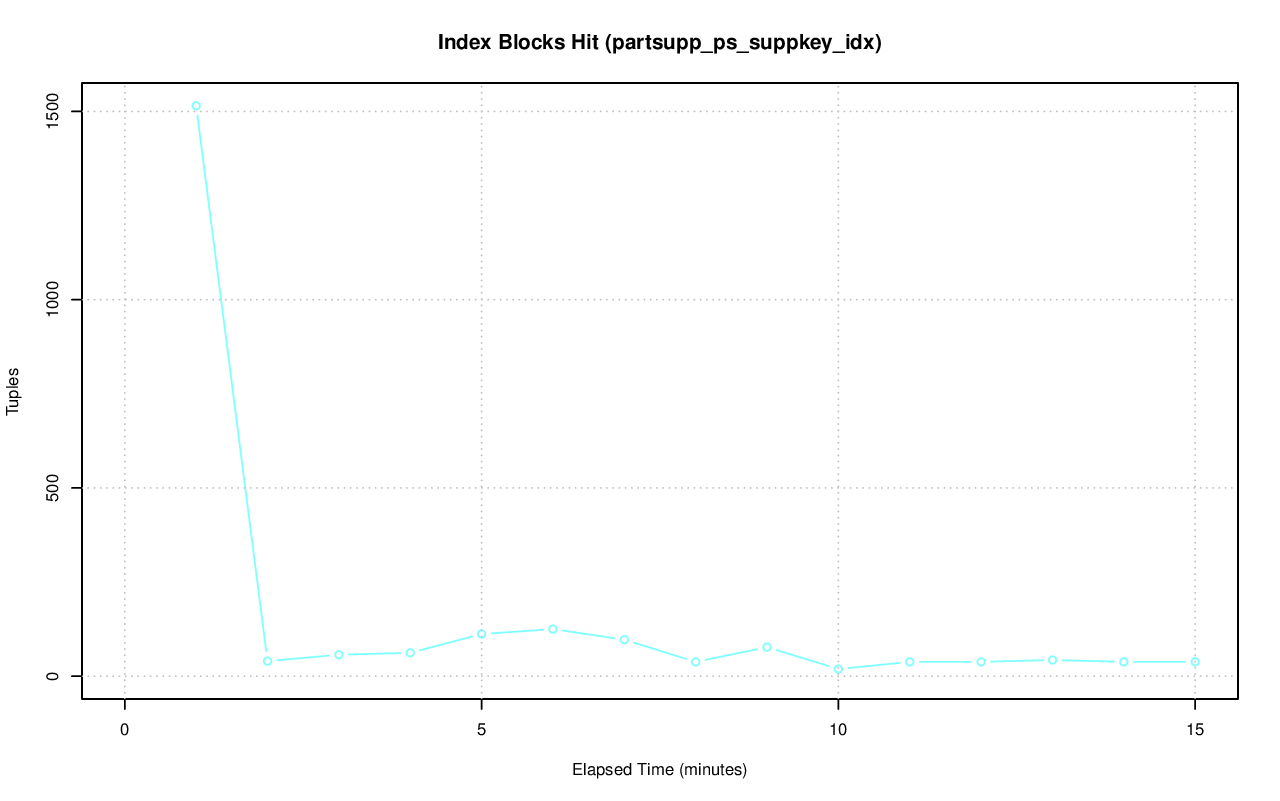 Index Blocks Hit (partsupp_ps_suppkey_idx)
1500
1000
500
0
Tuples
0 5 10 15
Elapsed Time (minutes)